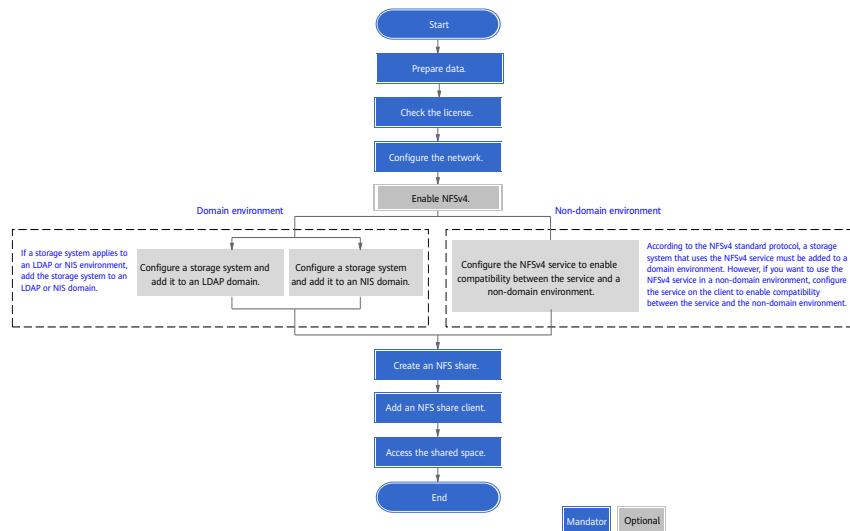 Start
Prepare data.
Check the license.
Configure the network.
Enable NFSv4.
Domain environment
Non-domain environment
If a storage system applies to
an LDAP or NIS environment,
add the storage system to an
LDAP or NIS domain.
Configure a storage system and
add it to an LDAP domain.
Configure a storage system
and add it to an NIS domain.
Configure the NFSv4 service to enable
compatibility between the service and a
non-domain environment.
According to the NFSv4 standard protocol, a storage
system that uses the NFSv4 service must be added to a
domain environment. However, if you want to use the
NFSv4 service in a non-domain environment, configure
the service on the client to enable compatibility
between the service and the non-domain environment.
Create an NFS share.
Add an NFS share client.
Access the shared space.
End
Mandator
Optional